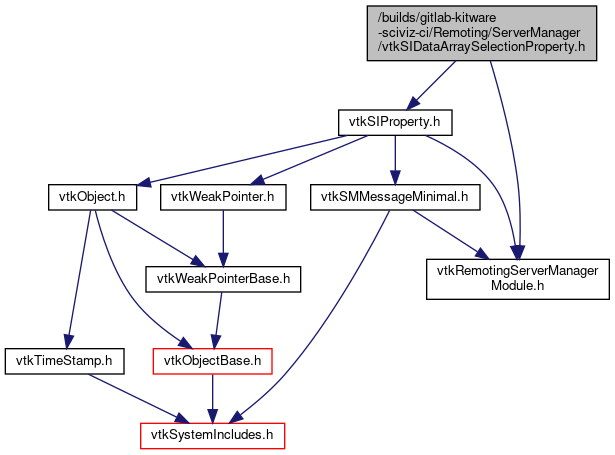 /builds/gitlab-kitware
-sciviz-ci/Remoting/ServerManager
/vtkSIDataArraySelectionProperty.h
vtkSIProperty.h
vtkObject.h
vtkWeakPointer.h
vtkSMMessageMinimal.h
vtkWeakPointerBase.h
vtkRemotingServerManager
Module.h
vtkTimeStamp.h
vtkObjectBase.h
vtkSystemIncludes.h